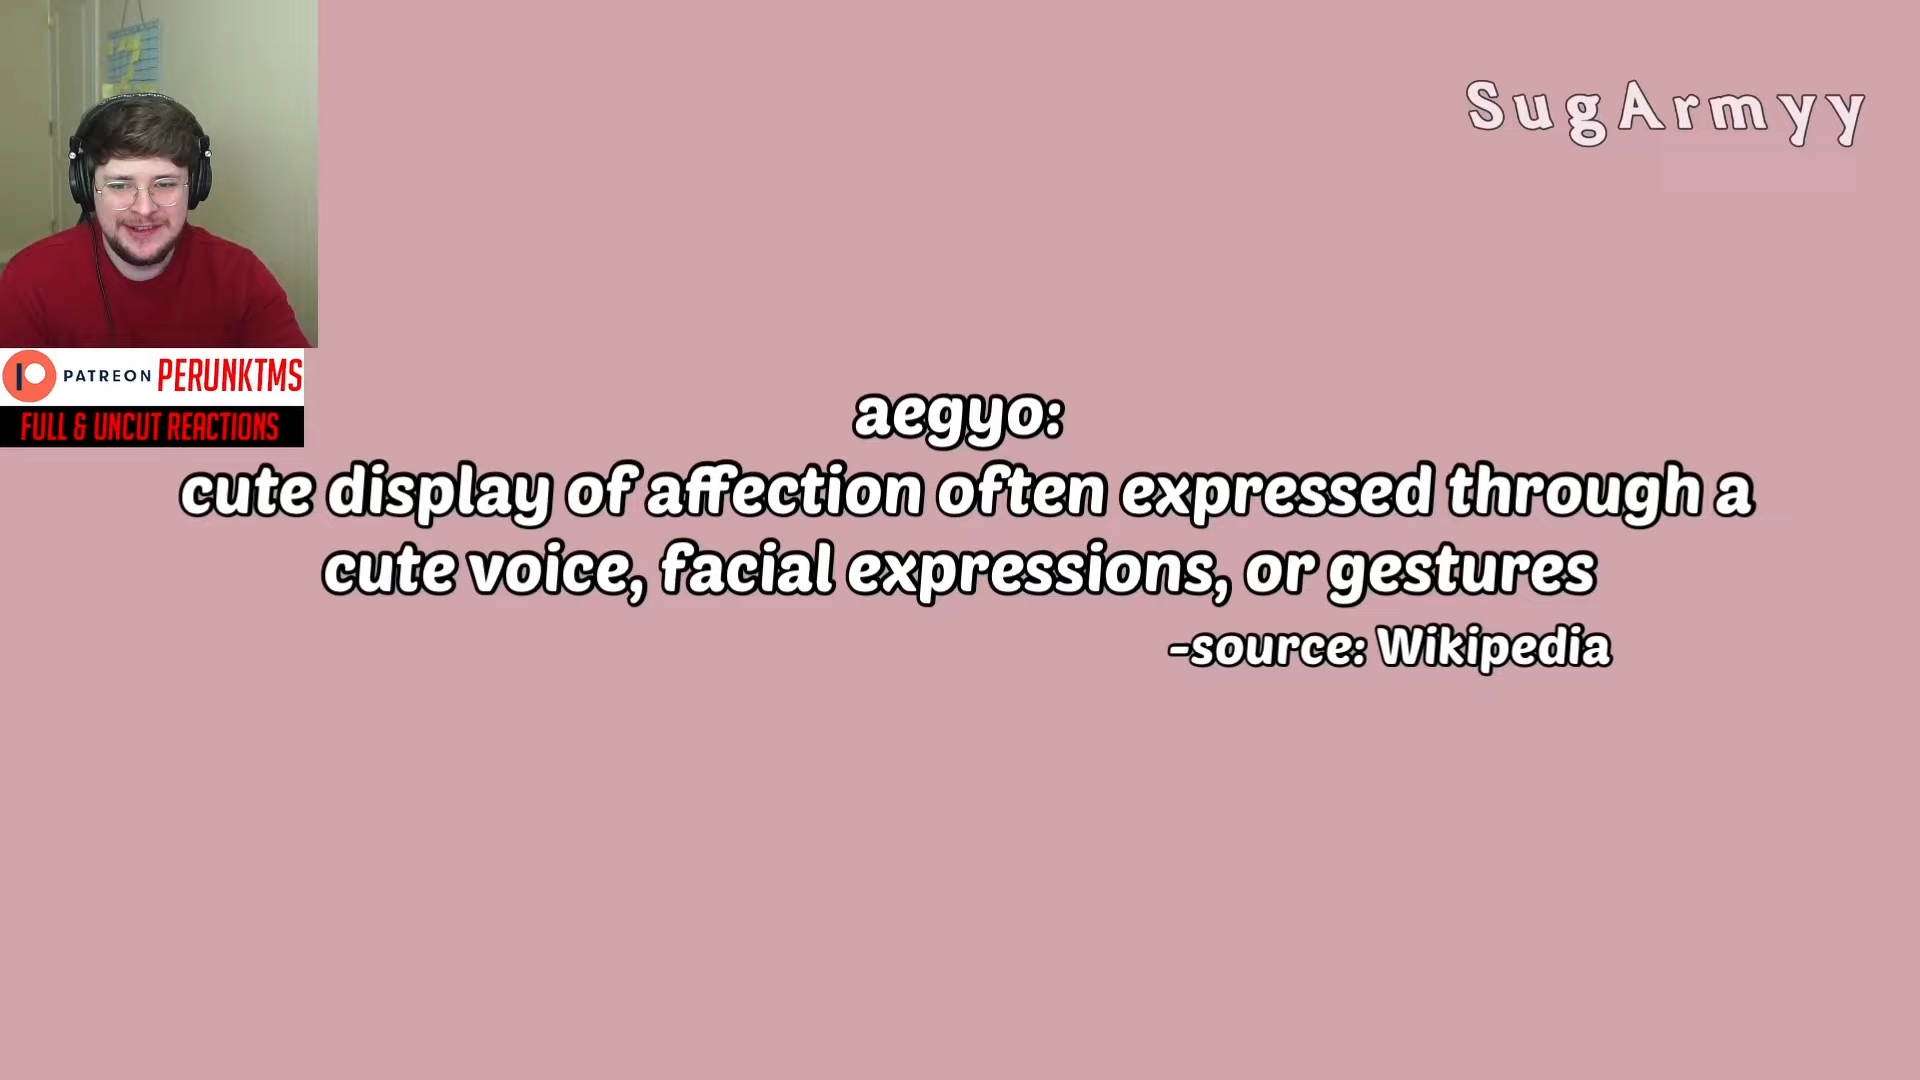 SugArmyy
PATREON PERUNKTMS
FULL & UNCUT REACTIONS
aegyo:
cute display of affection often expressed through a
cute voice, facial expressions, or gestures
-source: Wikipedia